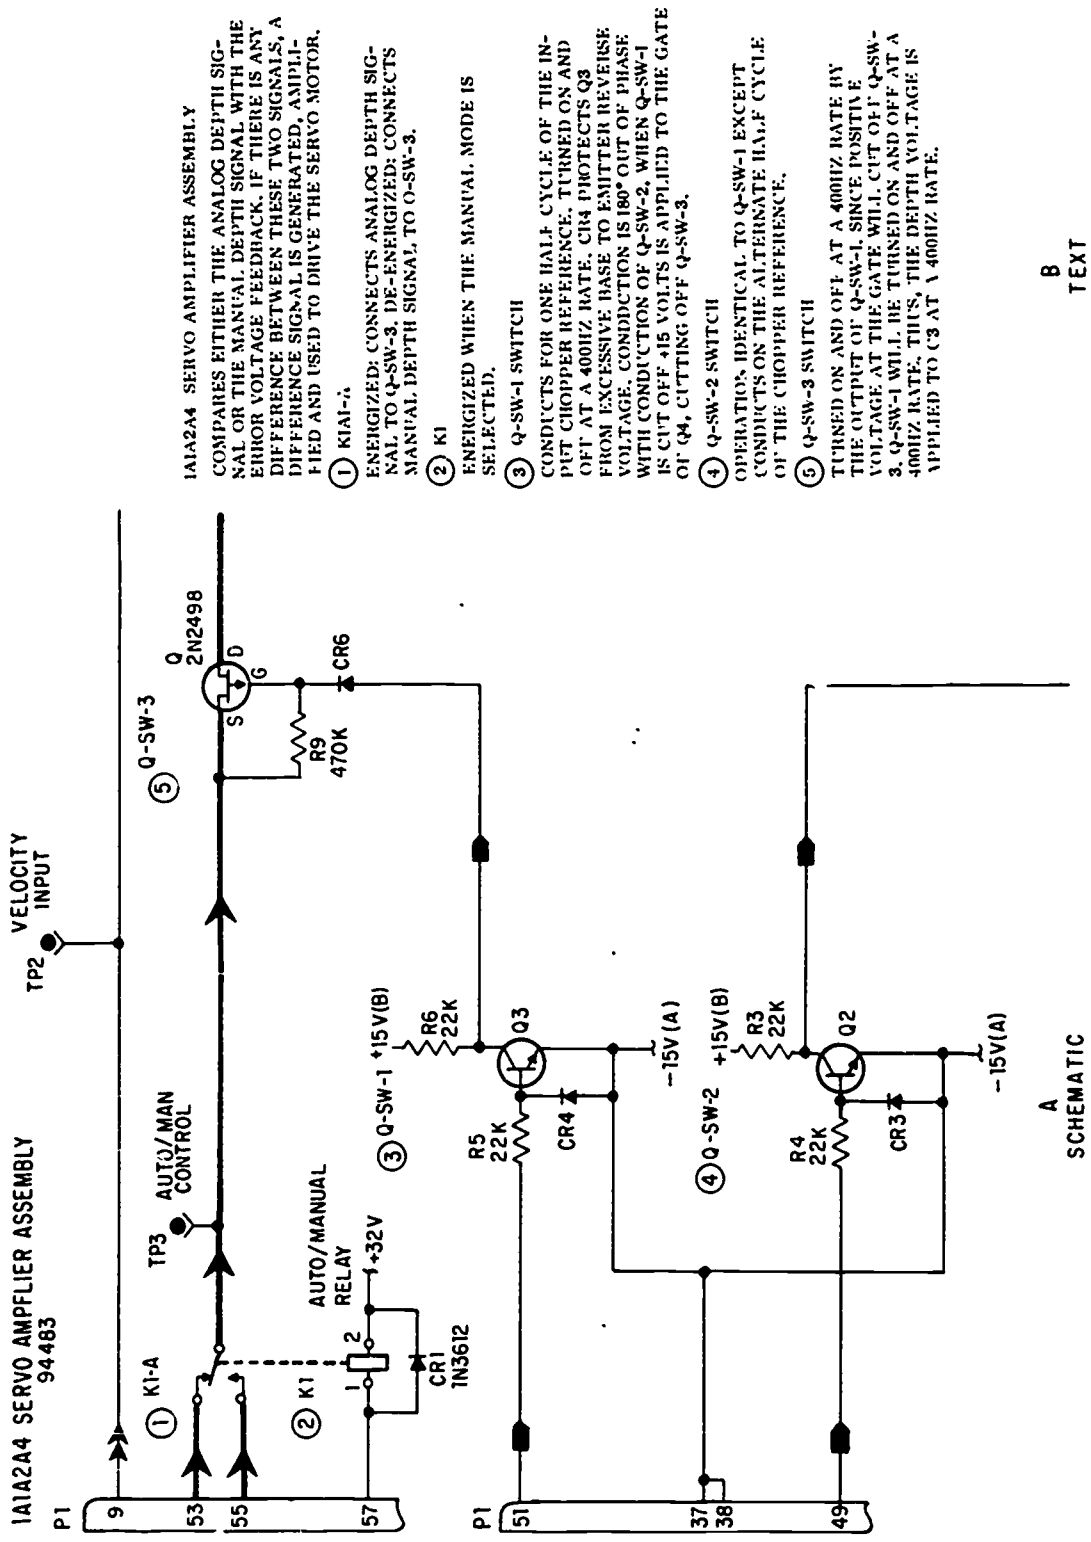 1A1A2A4 SERVO AMPFLIER ASSEMBLY
94483
P1
9
53
55
57
TP2
VELOCITY
INPUT
TP3
AUTO/MAN
CONTROL
1 K1-A
2 K1
AUTO/MANUAL
RELAY
1
2
+32V
CR1
1N3612
5 Q-SW-3
Q
2N2498
S
D
G
R9
470K
CR6
P1
51
37
38
49
3 Q-SW-1 +15V(B)
R6
22K
R5
22K
Q3
CR4
-15V(A)
4 Q-SW-2 +15V(B)
R3
22K
R4
22K
Q2
CR3
-15V(A)
A
SCHEMATIC
1A1A2A4 SERVO AMPLIFIER ASSEMBLY
COMPARES EITHER THE ANALOG DEPTH SIG-
NAL OR THE MANUAL DEPTH SIGNAL WITH THE
ERROR VOLTAGE FEEDBACK. IF THERE IS ANY
DIFFERENCE BETWEEN THESE TWO SIGNALS, A
DIFFERENCE SIGNAL IS GENERATED, AMPLI-
FIED AND USED TO DRIVE THE SERVO MOTOR.
1 K1A1-A
ENERGIZED: CONNECTS ANALOG DEPTH SIG-
NAL TO Q-SW-3. DE-ENERGIZED: CONNECTS
MANUAL DEPTH SIGNAL TO Q-SW-3.
2 K1
ENERGIZED WHEN THE MANUAL MODE IS
SELECTED.
3 Q-SW-1 SWITCH
CONDUCTS FOR ONE HALF CYCLE OF THE IN-
PUT CHOPPER REFERENCE. TURNED ON AND
OFF AT A 400HZ RATE. CR4 PROTECTS Q3
FROM EXCESSIVE BASE TO EMITTER REVERSE
VOLTAGE. CONDUCTION IS 180° OUT OF PHASE
WITH CONDUCTION OF Q-SW-2. WHEN Q-SW-1
IS CUT OFF +15 VOLTS IS APPLIED TO THE GATE
OF Q4, CUTTING OFF Q-SW-3.
4 Q-SW-2 SWITCH
OPERATION IDENTICAL TO Q-SW-1 EXCEPT
CONDUCTS ON THE ALTERNATE HALF CYCLE
OF THE CHOPPER REFERENCE.
5 Q-SW-3 SWITCH
TURNED ON AND OFF AT A 400HZ RATE BY
THE OUTPUT OF Q-SW-1. SINCE POSITIVE
VOLTAGE AT THE GATE WILL CUT OFF Q-SW-
3, Q-SW-1 WILL BE TURNED ON AND OFF AT A
400HZ RATE. THUS, THE DEPTH VOLTAGE IS
APPLIED TO C3 AT A 400HZ RATE.
B
TEXT